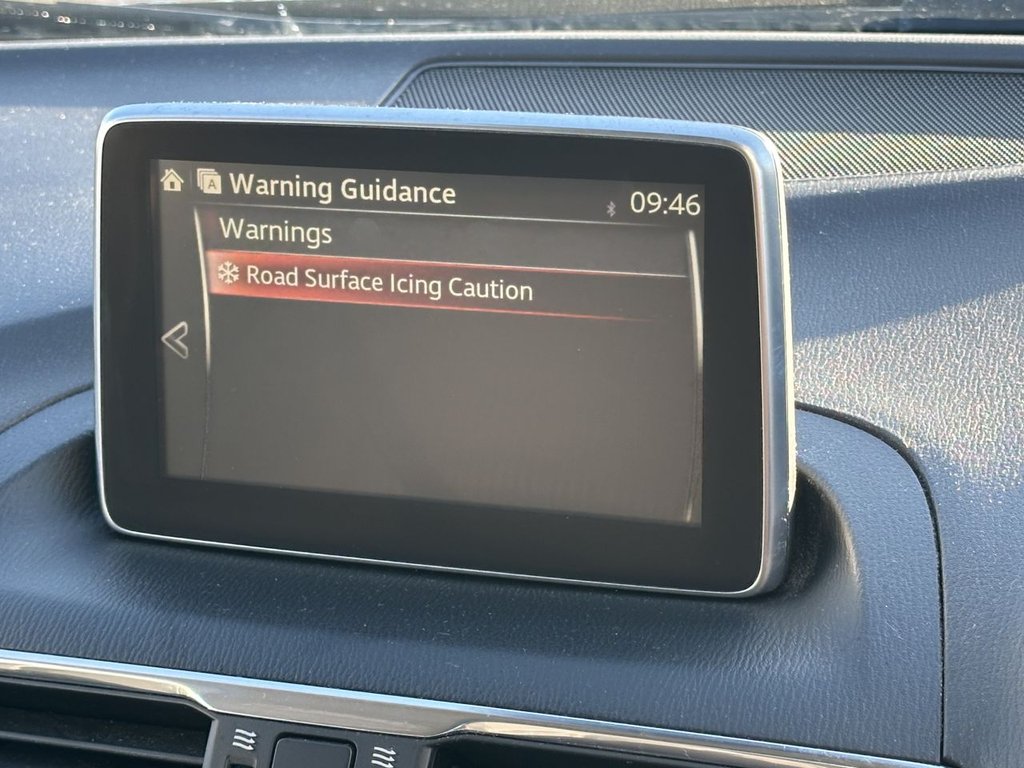 A Warning Guidance 09:46
Warnings
Road Surface Icing Caution